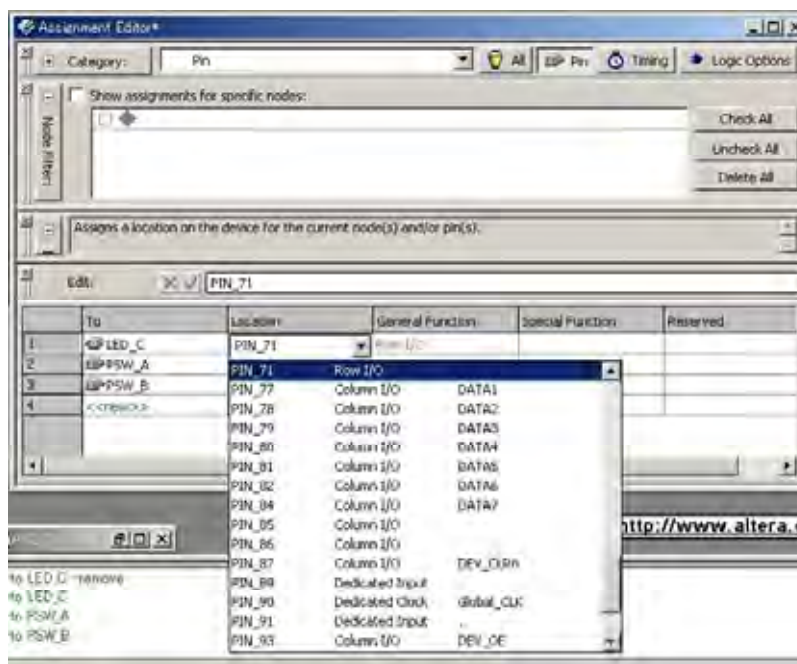 Assignment Editor*
Category: Pin All Pin Timing Logic Options
Node Filter:
Show assignments for specific nodes:
Check All
Uncheck All
Delete All
Assigns a location on the device for the current node(s) and/or pin(s).
Edit: PIN_71
To Location General Function Special Function Reserved
1 LED_C PIN_71 Row I/O
2 PSW_A
3 PSW_B
4 <<new>>
PIN_71 Row I/O
PIN_77 Column I/O DATA1
PIN_78 Column I/O DATA2
PIN_79 Column I/O DATA3
PIN_80 Column I/O DATA4
PIN_81 Column I/O DATA5
PIN_82 Column I/O DATA6
PIN_84 Column I/O DATA7
PIN_85 Column I/O
PIN_86 Column I/O
PIN_87 Column I/O DEV_CLRn
PIN_89 Dedicated Input
PIN_90 Dedicated Clock Global_CLK
PIN_91 Dedicated Input
PIN_93 Column I/O DEV_OE
http://www.altera.
to LED_C -remove
to LED_C
to PSW_A
to PSW_B